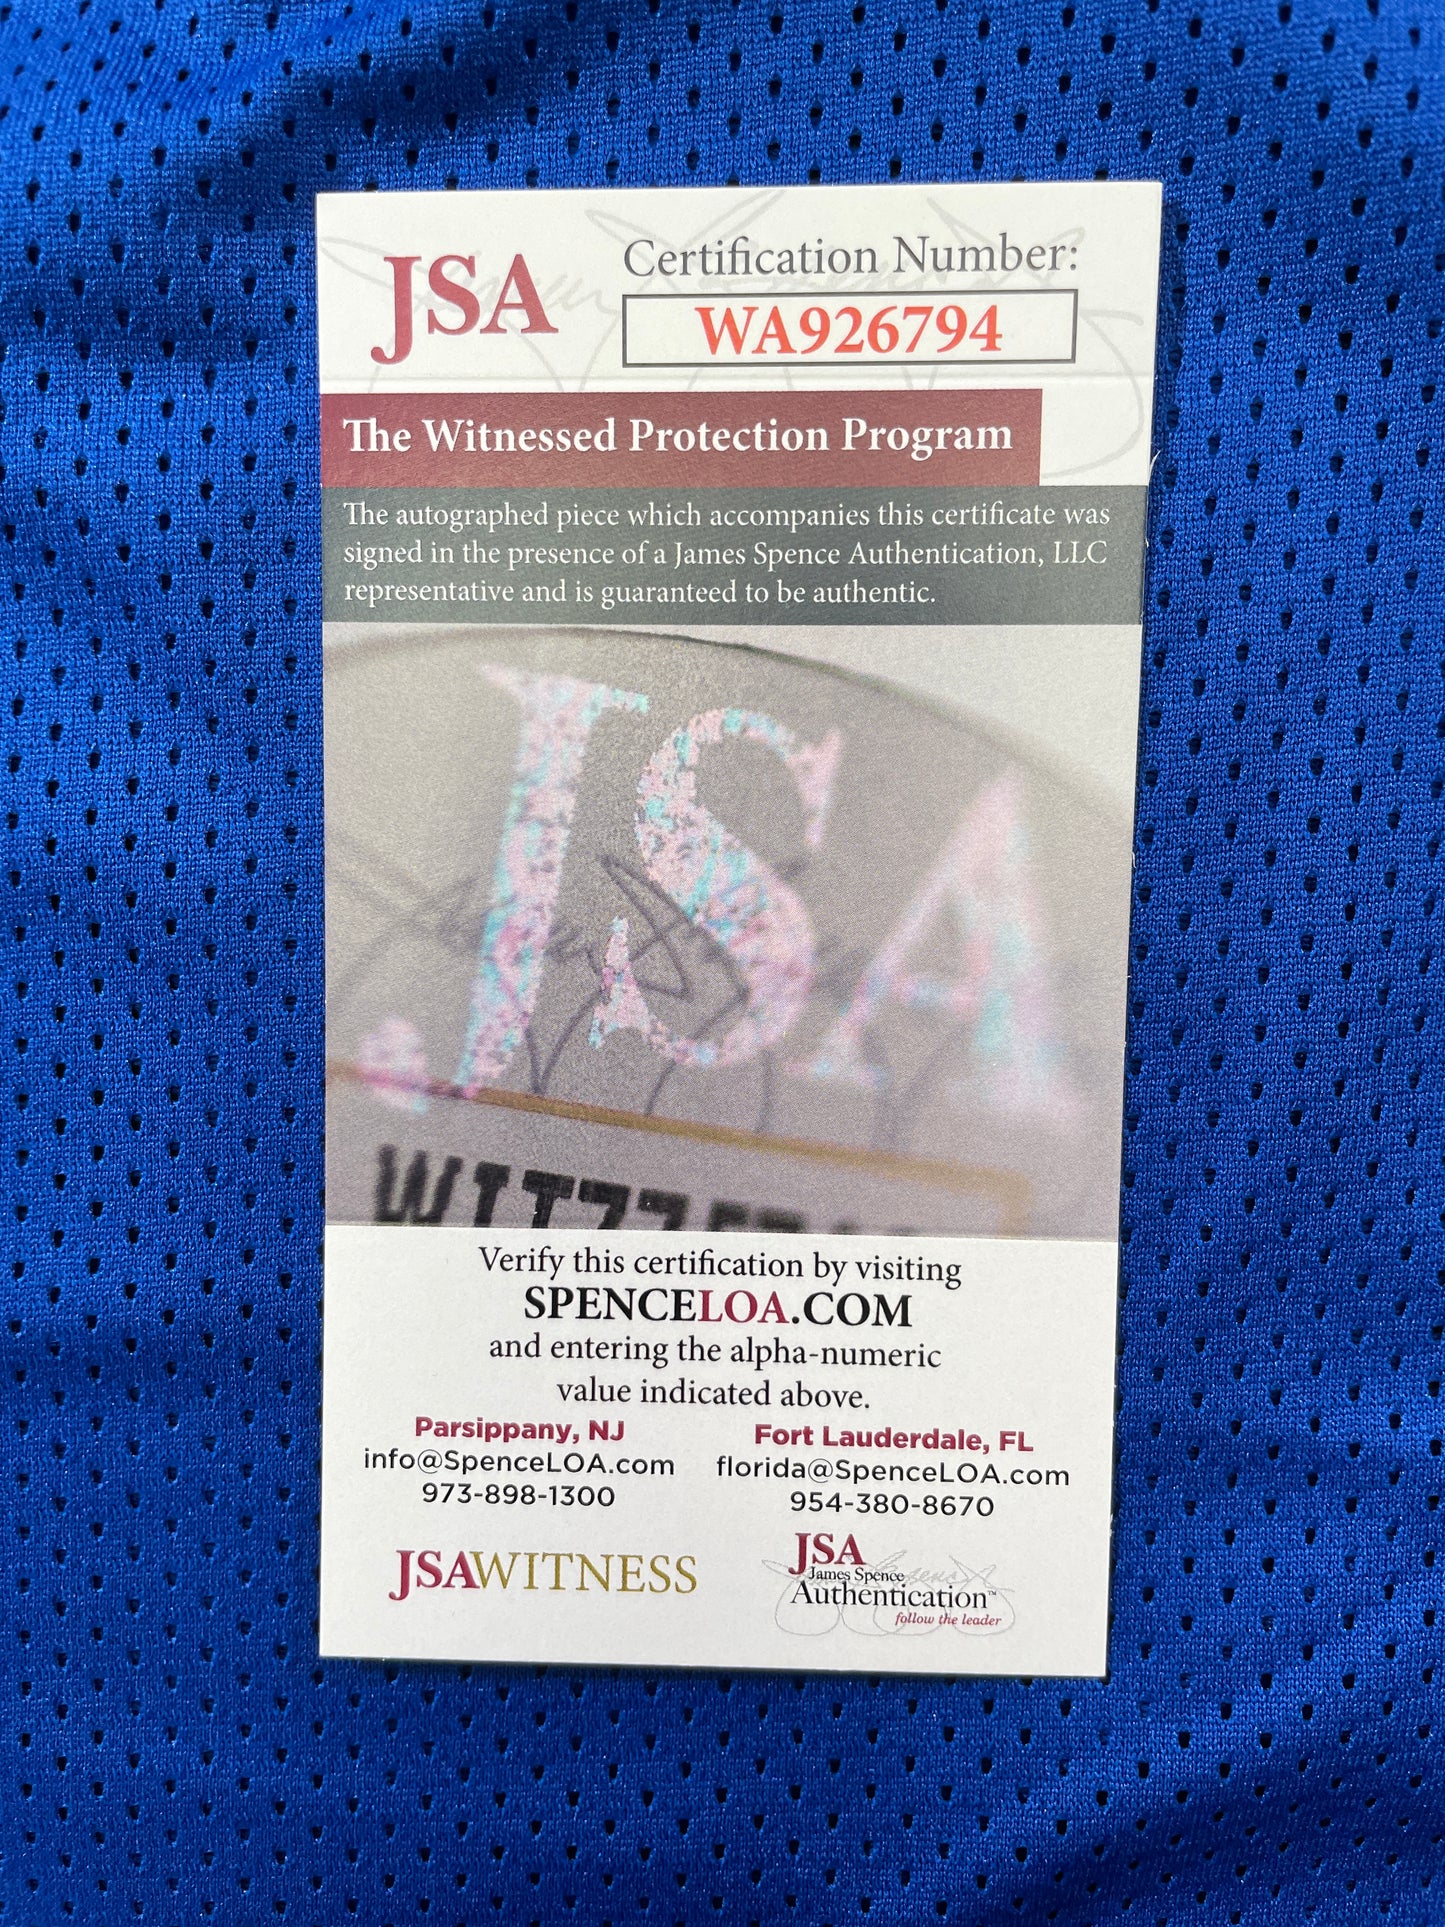 JSA
Certification Number:
WA926794
The Witnessed Protection Program
The autographed piece which accompanies this certificate was
signed in the presence of a James Spence Authentication, LLC
representative and is guaranteed to be authentic.
JSA
Verify this certification by visiting
SPENCELOA.COM
and entering the alpha-numeric
value indicated above.
Parsippany, NJ
info@SpenceLOA.com
973-898-1300
Fort Lauderdale, FL
florida@SpenceLOA.com
954-380-8670
JSAWITNESS
JSA
James Spence
Authentication™
follow the leader